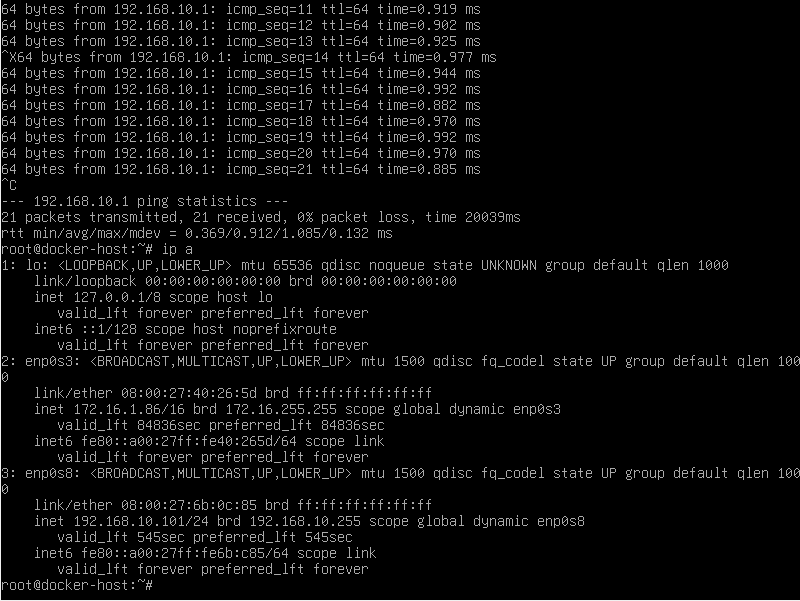 64 bytes from 192.168.10.1: icmp_seq=11 ttl=64 time=0.919 ms
64 bytes from 192.168.10.1: icmp_seq=12 ttl=64 time=0.902 ms
64 bytes from 192.168.10.1: icmp_seq=13 ttl=64 time=0.925 ms
^X64 bytes from 192.168.10.1: icmp_seq=14 ttl=64 time=0.977 ms
64 bytes from 192.168.10.1: icmp_seq=15 ttl=64 time=0.944 ms
64 bytes from 192.168.10.1: icmp_seq=16 ttl=64 time=0.992 ms
64 bytes from 192.168.10.1: icmp_seq=17 ttl=64 time=0.882 ms
64 bytes from 192.168.10.1: icmp_seq=18 ttl=64 time=0.970 ms
64 bytes from 192.168.10.1: icmp_seq=19 ttl=64 time=0.992 ms
64 bytes from 192.168.10.1: icmp_seq=20 ttl=64 time=0.970 ms
64 bytes from 192.168.10.1: icmp_seq=21 ttl=64 time=0.885 ms
^C
--- 192.168.10.1 ping statistics ---
21 packets transmitted, 21 received, 0% packet loss, time 20039ms
rtt min/avg/max/mdev = 0.369/0.912/1.085/0.132 ms
root@docker-host:~# ip a
1: lo: <LOOPBACK,UP,LOWER_UP> mtu 65536 qdisc noqueue state UNKNOWN group default qlen 1000
    link/loopback 00:00:00:00:00:00 brd 00:00:00:00:00:00
    inet 127.0.0.1/8 scope host lo
       valid_lft forever preferred_lft forever
    inet6 ::1/128 scope host noprefixroute
       valid_lft forever preferred_lft forever
2: enp0s3: <BROADCAST,MULTICAST,UP,LOWER_UP> mtu 1500 qdisc fq_codel state UP group default qlen 100
0
    link/ether 08:00:27:40:26:5d brd ff:ff:ff:ff:ff:ff
    inet 172.16.1.86/16 brd 172.16.255.255 scope global dynamic enp0s3
       valid_lft 84836sec preferred_lft 84836sec
    inet6 fe80::a00:27ff:fe40:265d/64 scope link
       valid_lft forever preferred_lft forever
3: enp0s8: <BROADCAST,MULTICAST,UP,LOWER_UP> mtu 1500 qdisc fq_codel state UP group default qlen 100
0
    link/ether 08:00:27:6b:0c:85 brd ff:ff:ff:ff:ff:ff
    inet 192.168.10.101/24 brd 192.168.10.255 scope global dynamic enp0s8
       valid_lft 545sec preferred_lft 545sec
    inet6 fe80::a00:27ff:fe6b:c85/64 scope link
       valid_lft forever preferred_lft forever
root@docker-host:~#